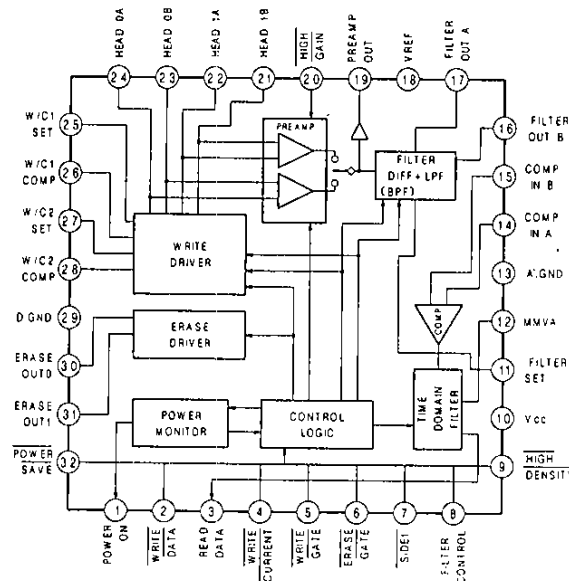 HEAD 0A
HEAD 0B
HEAD 1A
HEAD 1B
HIGH
GAIN
PREAMP
OUT
VREF
FILTER
OUT A
24
23
22
21
20
19
18
17
W/C1
SET
25
W/C1
COMP
26
W/C2
SET
27
W/C2
COMP
28
D.GND
29
ERASE
OUT0
30
ERASE
OUT1
31
POWER
SAVE
32
PREAMP
FILTER
DIFF + LPF
(BPF)
WRITE
DRIVER
ERASE
DRIVER
POWER
MONITOR
CONTROL
LOGIC
COMP
TIME
DOMAIN
FILTER
16
FILTER
OUT B
15
COMP
IN B
14
COMP
IN A
13
A.GND
12
MMVA
11
FILTER
SET
10
Vcc
9
HIGH
DENSITY
1
2
3
4
5
6
7
8
POWER
ON
WRITE
DATA
READ
DATA
WRITE
CURRENT
WRITE
GATE
ERASE
GATE
SIDE1
FILTER
CONTROL